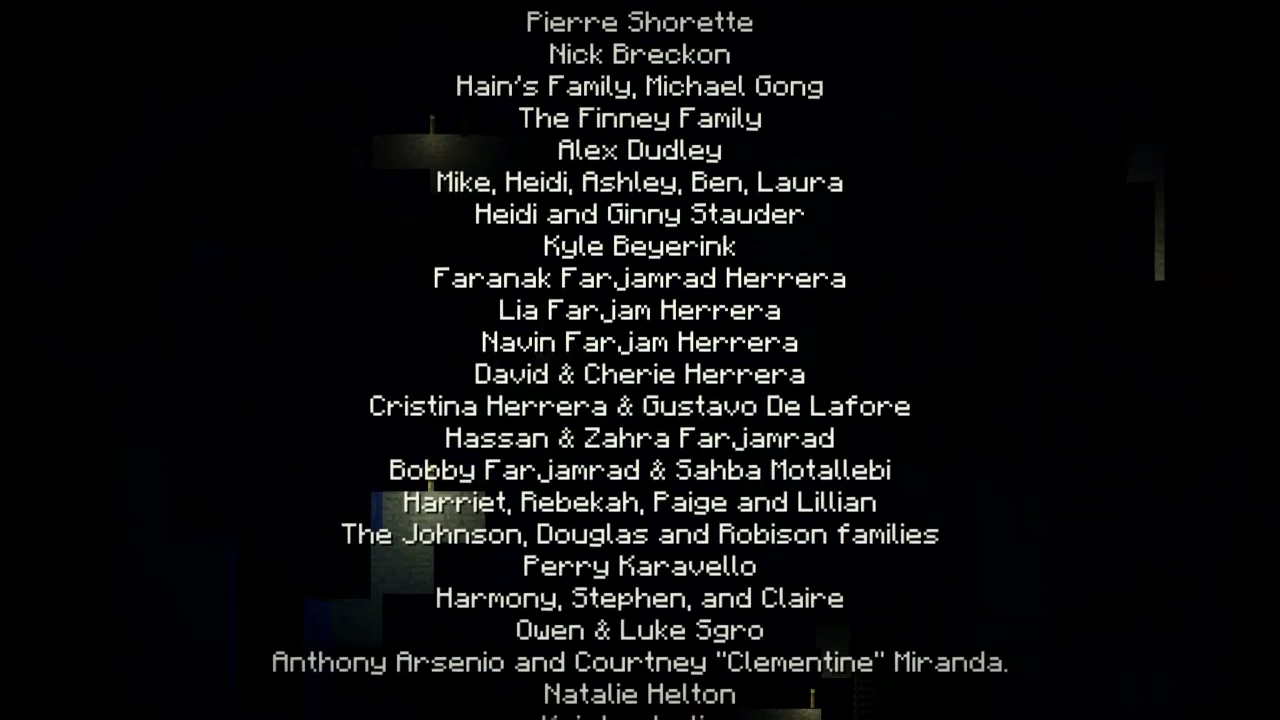 Pierre Shorette
Nick Breckon
Hain's Family, Michael Gong
The Finney Family
Alex Dudley
Mike, Heidi, Ashley, Ben, Laura
Heidi and Ginny Stauder
Kyle Beyerink
Faranak Farjamrad Herrera
Lia Farjam Herrera
Navin Farjam Herrera
David & Cherie Herrera
Cristina Herrera & Gustavo De Lafore
Hassan & Zahra Farjamrad
Bobby Farjamrad & Sahba Motallebi
Harriet, Rebekah, Paige and Lillian
The Johnson, Douglas and Robison families
Perry Karavello
Harmony, Stephen, and Claire
Owen & Luke Sgro
Anthony Arsenio and Courtney "Clementine" Miranda.
Natalie Helton